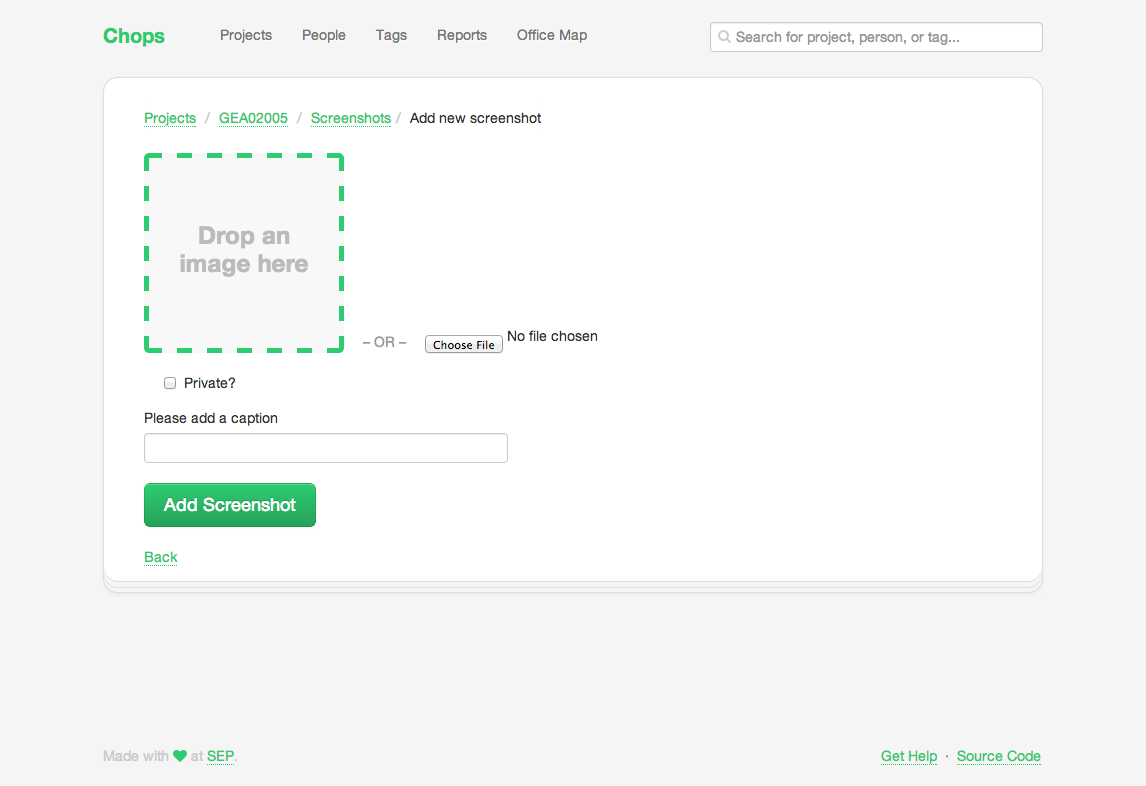 Chops Projects People Tags Reports Office Map Search for project, person, or tag...
Projects / GEA02005 / Screenshots / Add new screenshot
Drop an
image here
– OR – Choose File No file chosen
Private?
Please add a caption
Add Screenshot
Back
Made with ♥ at SEP. Get Help · Source Code